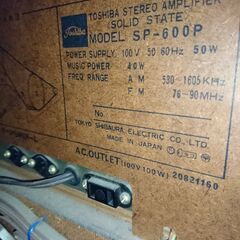 TOSHIBA STEREO AMPLIFIER
(SOLID STATE)
Toshiba
MODEL SP-600P
POWER SUPPLY 100V 50/60Hz 50W
MUSIC POWER 40W
FREQ. RANGE AM 530-1605KHz
FM 76-90MHz
No.
TOKYO SHIBAURA ELECTRIC CO., LTD.
MADE IN JAPAN
AC.OUTLET (100V 100W) 20821160